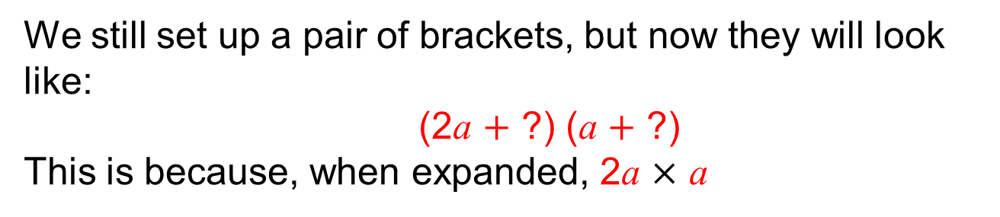 We still set up a pair of brackets, but now they will look
like:
(2a + ?) (a + ?)
This is because, when expanded, 2a × a